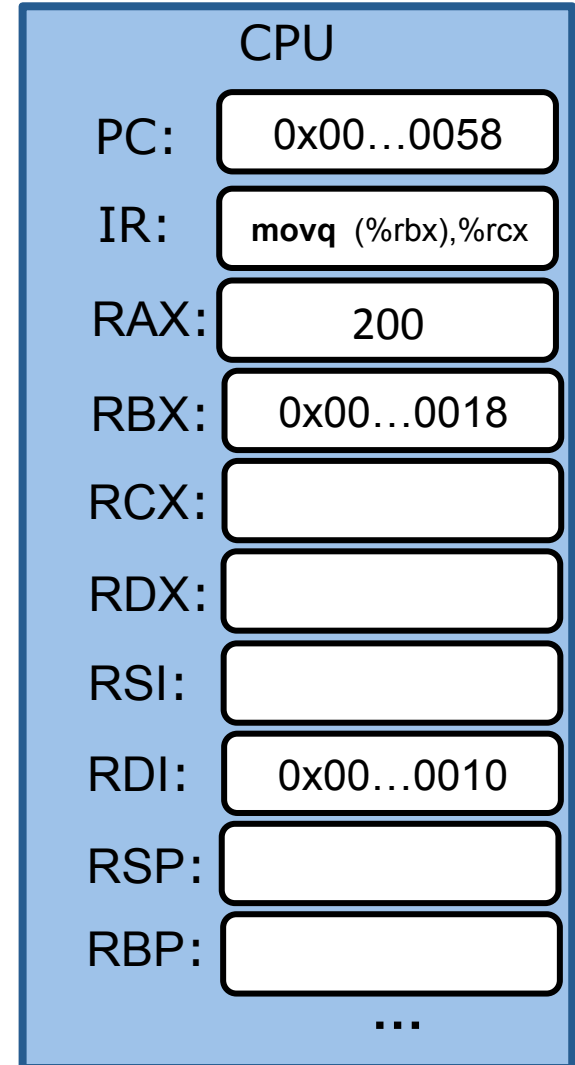 CPU
PC: 0x00…0058
IR: movq (%rbx),%rcx
RAX: 200
RBX: 0x00…0018
RCX:
RDX:
RSI:
RDI: 0x00…0010
RSP:
RBP:
…